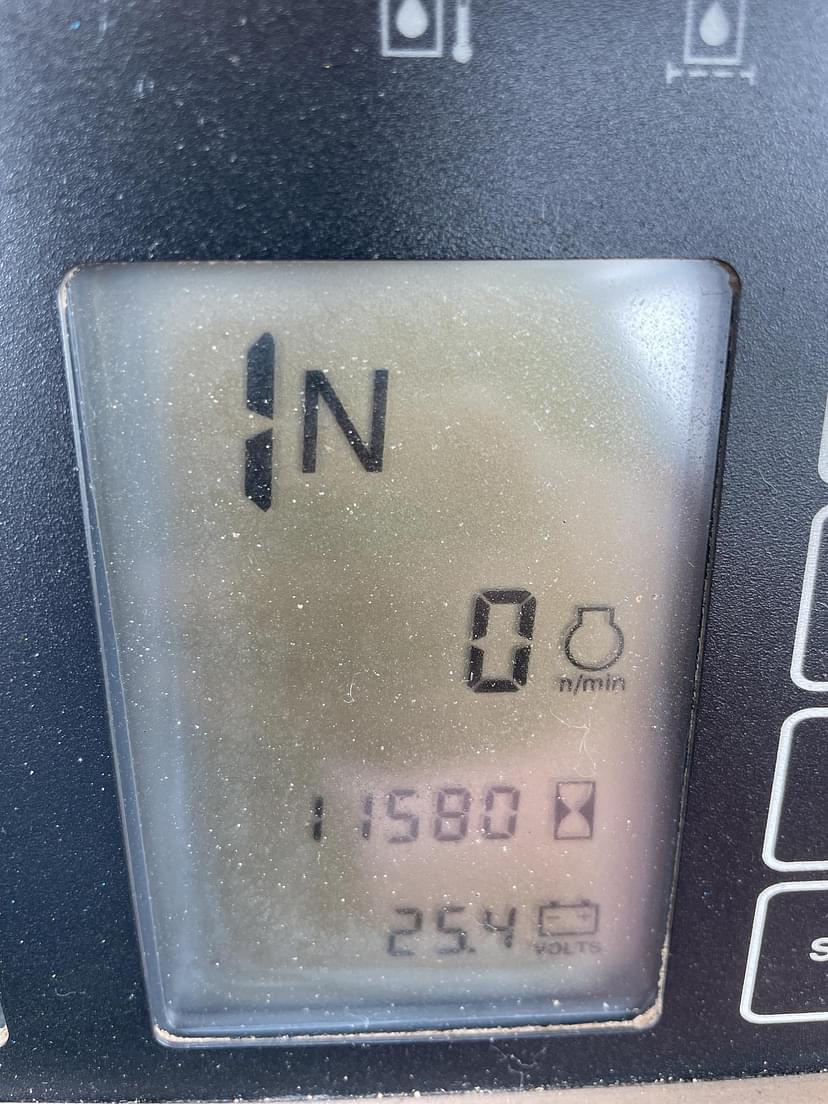 1N
0
n/min
11580
25.4
VOLTS
S